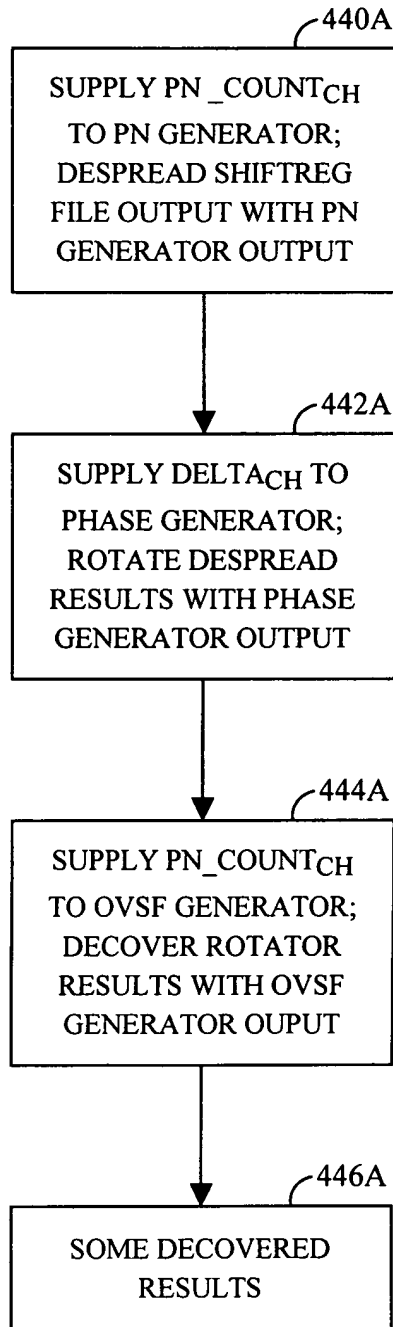 440A
SUPPLY PN _COUNTCH
TO PN GENERATOR;
DESPREAD SHIFTREG
FILE OUTPUT WITH PN
GENERATOR OUTPUT
442A
SUPPLY DELTACH TO
PHASE GENERATOR;
ROTATE DESPREAD
RESULTS WITH PHASE
GENERATOR OUTPUT
444A
SUPPLY PN_COUNTCH
TO OVSF GENERATOR;
DECOVER ROTATOR
RESULTS WITH OVSF
GENERATOR OUPUT
446A
SOME DECOVERED
RESULTS